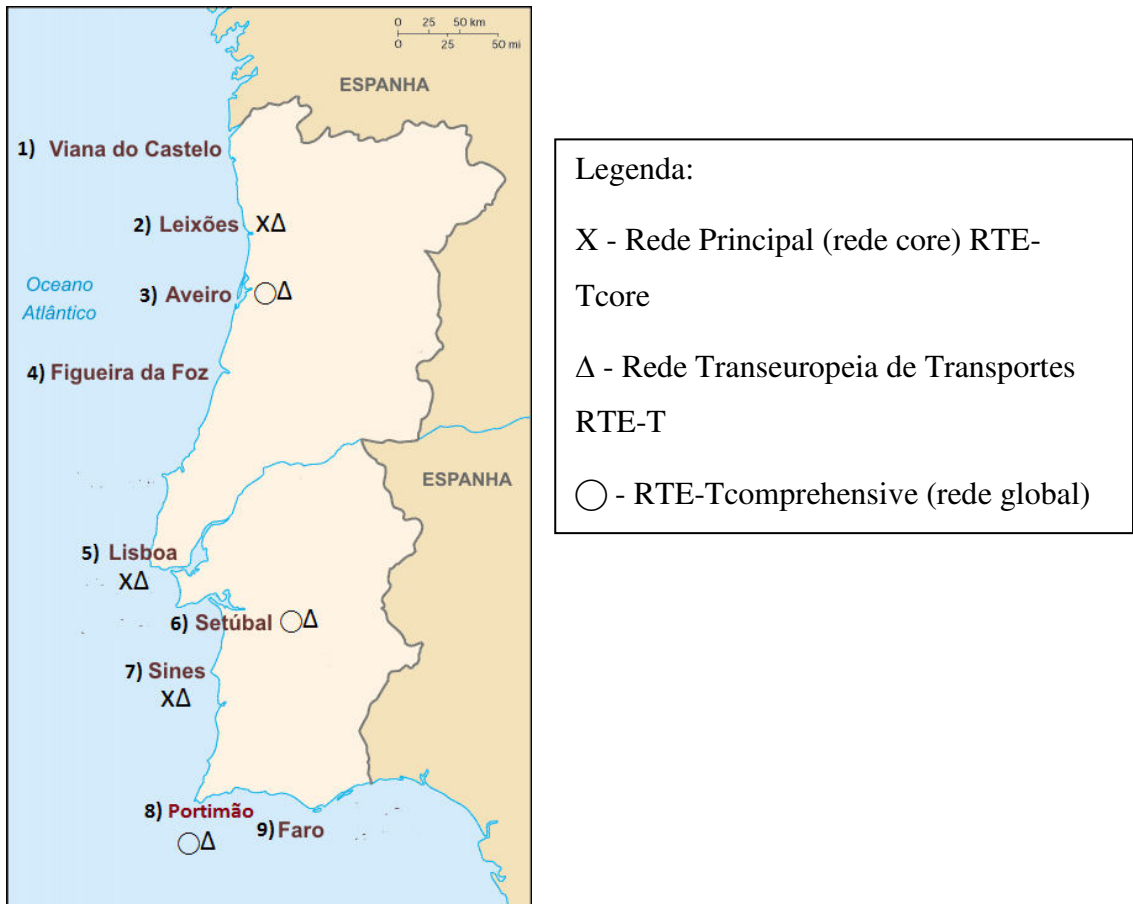 0 25 50 km
0 25 50 mi
ESPANHA
1) Viana do Castelo
2) Leixões XΔ
Oceano
Atlântico
3) Aveiro ◯Δ
4) Figueira da Foz
ESPANHA
5) Lisboa
XΔ
6) Setúbal ◯Δ
7) Sines
XΔ
8) Portimão
◯Δ
9) Faro
Legenda:
X - Rede Principal (rede core) RTE-
Tcore
Δ - Rede Transeuropeia de Transportes
RTE-T
◯ - RTE-Tcomprehensive (rede global)